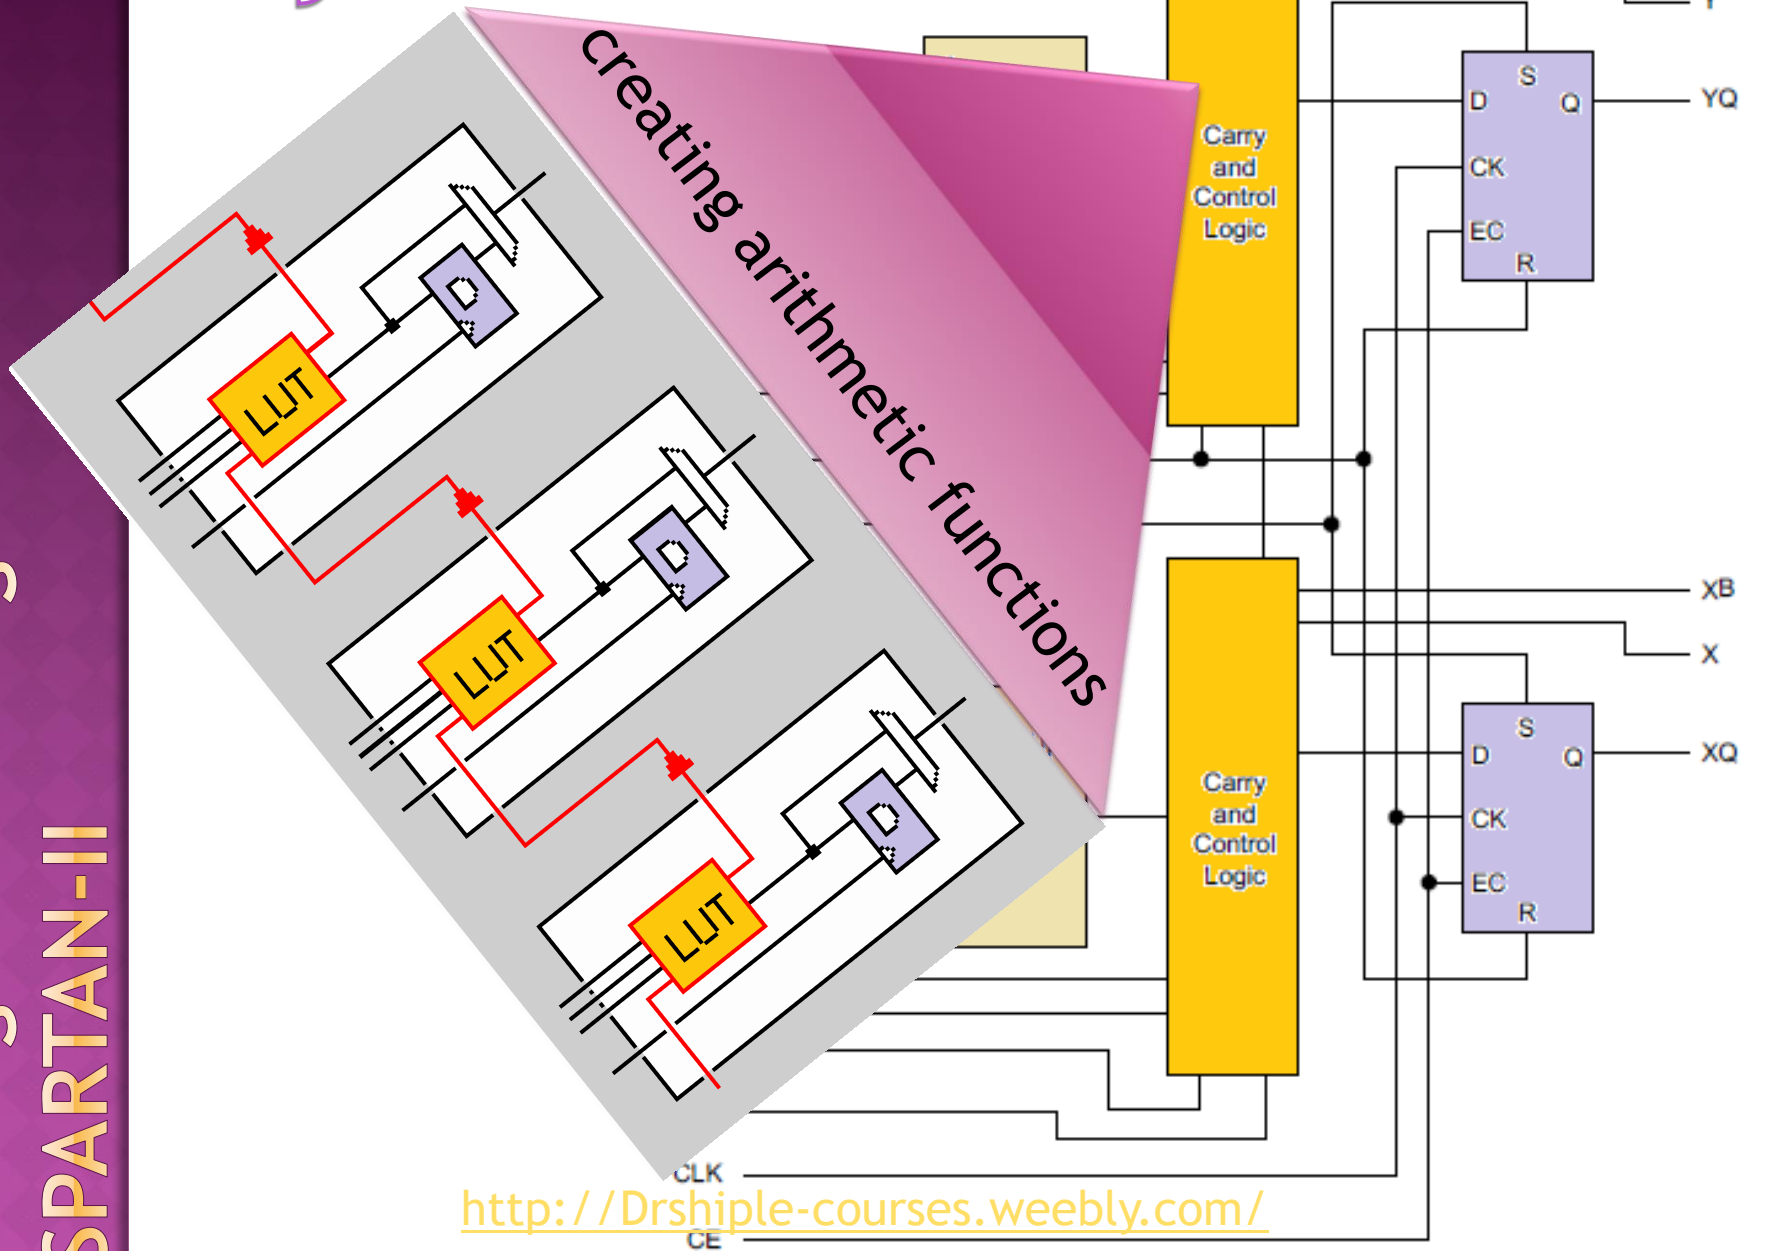 SPARTAN-II
creating arithmetic functions
LUT
D
LUT
D
LUT
D
Carry
and
Control
Logic
S
D
Q
CK
EC
R
YQ
XB
X
Carry
and
Control
Logic
S
D
Q
CK
EC
R
XQ
CLK
http://Drshiple-courses.weebly.com/
CE